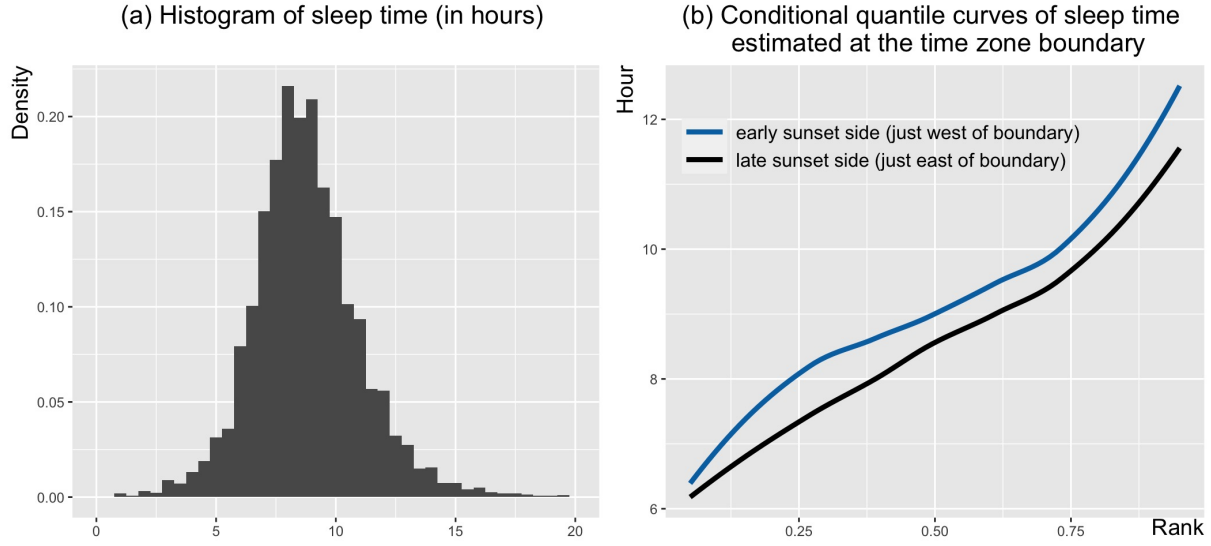 (a) Histogram of sleep time (in hours)
Density
0.20
0.15
0.10
0.05
0.00
0
5
10
15
20
(b) Conditional quantile curves of sleep time
estimated at the time zone boundary
Hour
12
10
8
6
early sunset side (just west of boundary)
late sunset side (just east of boundary)
0.25
0.50
0.75
Rank